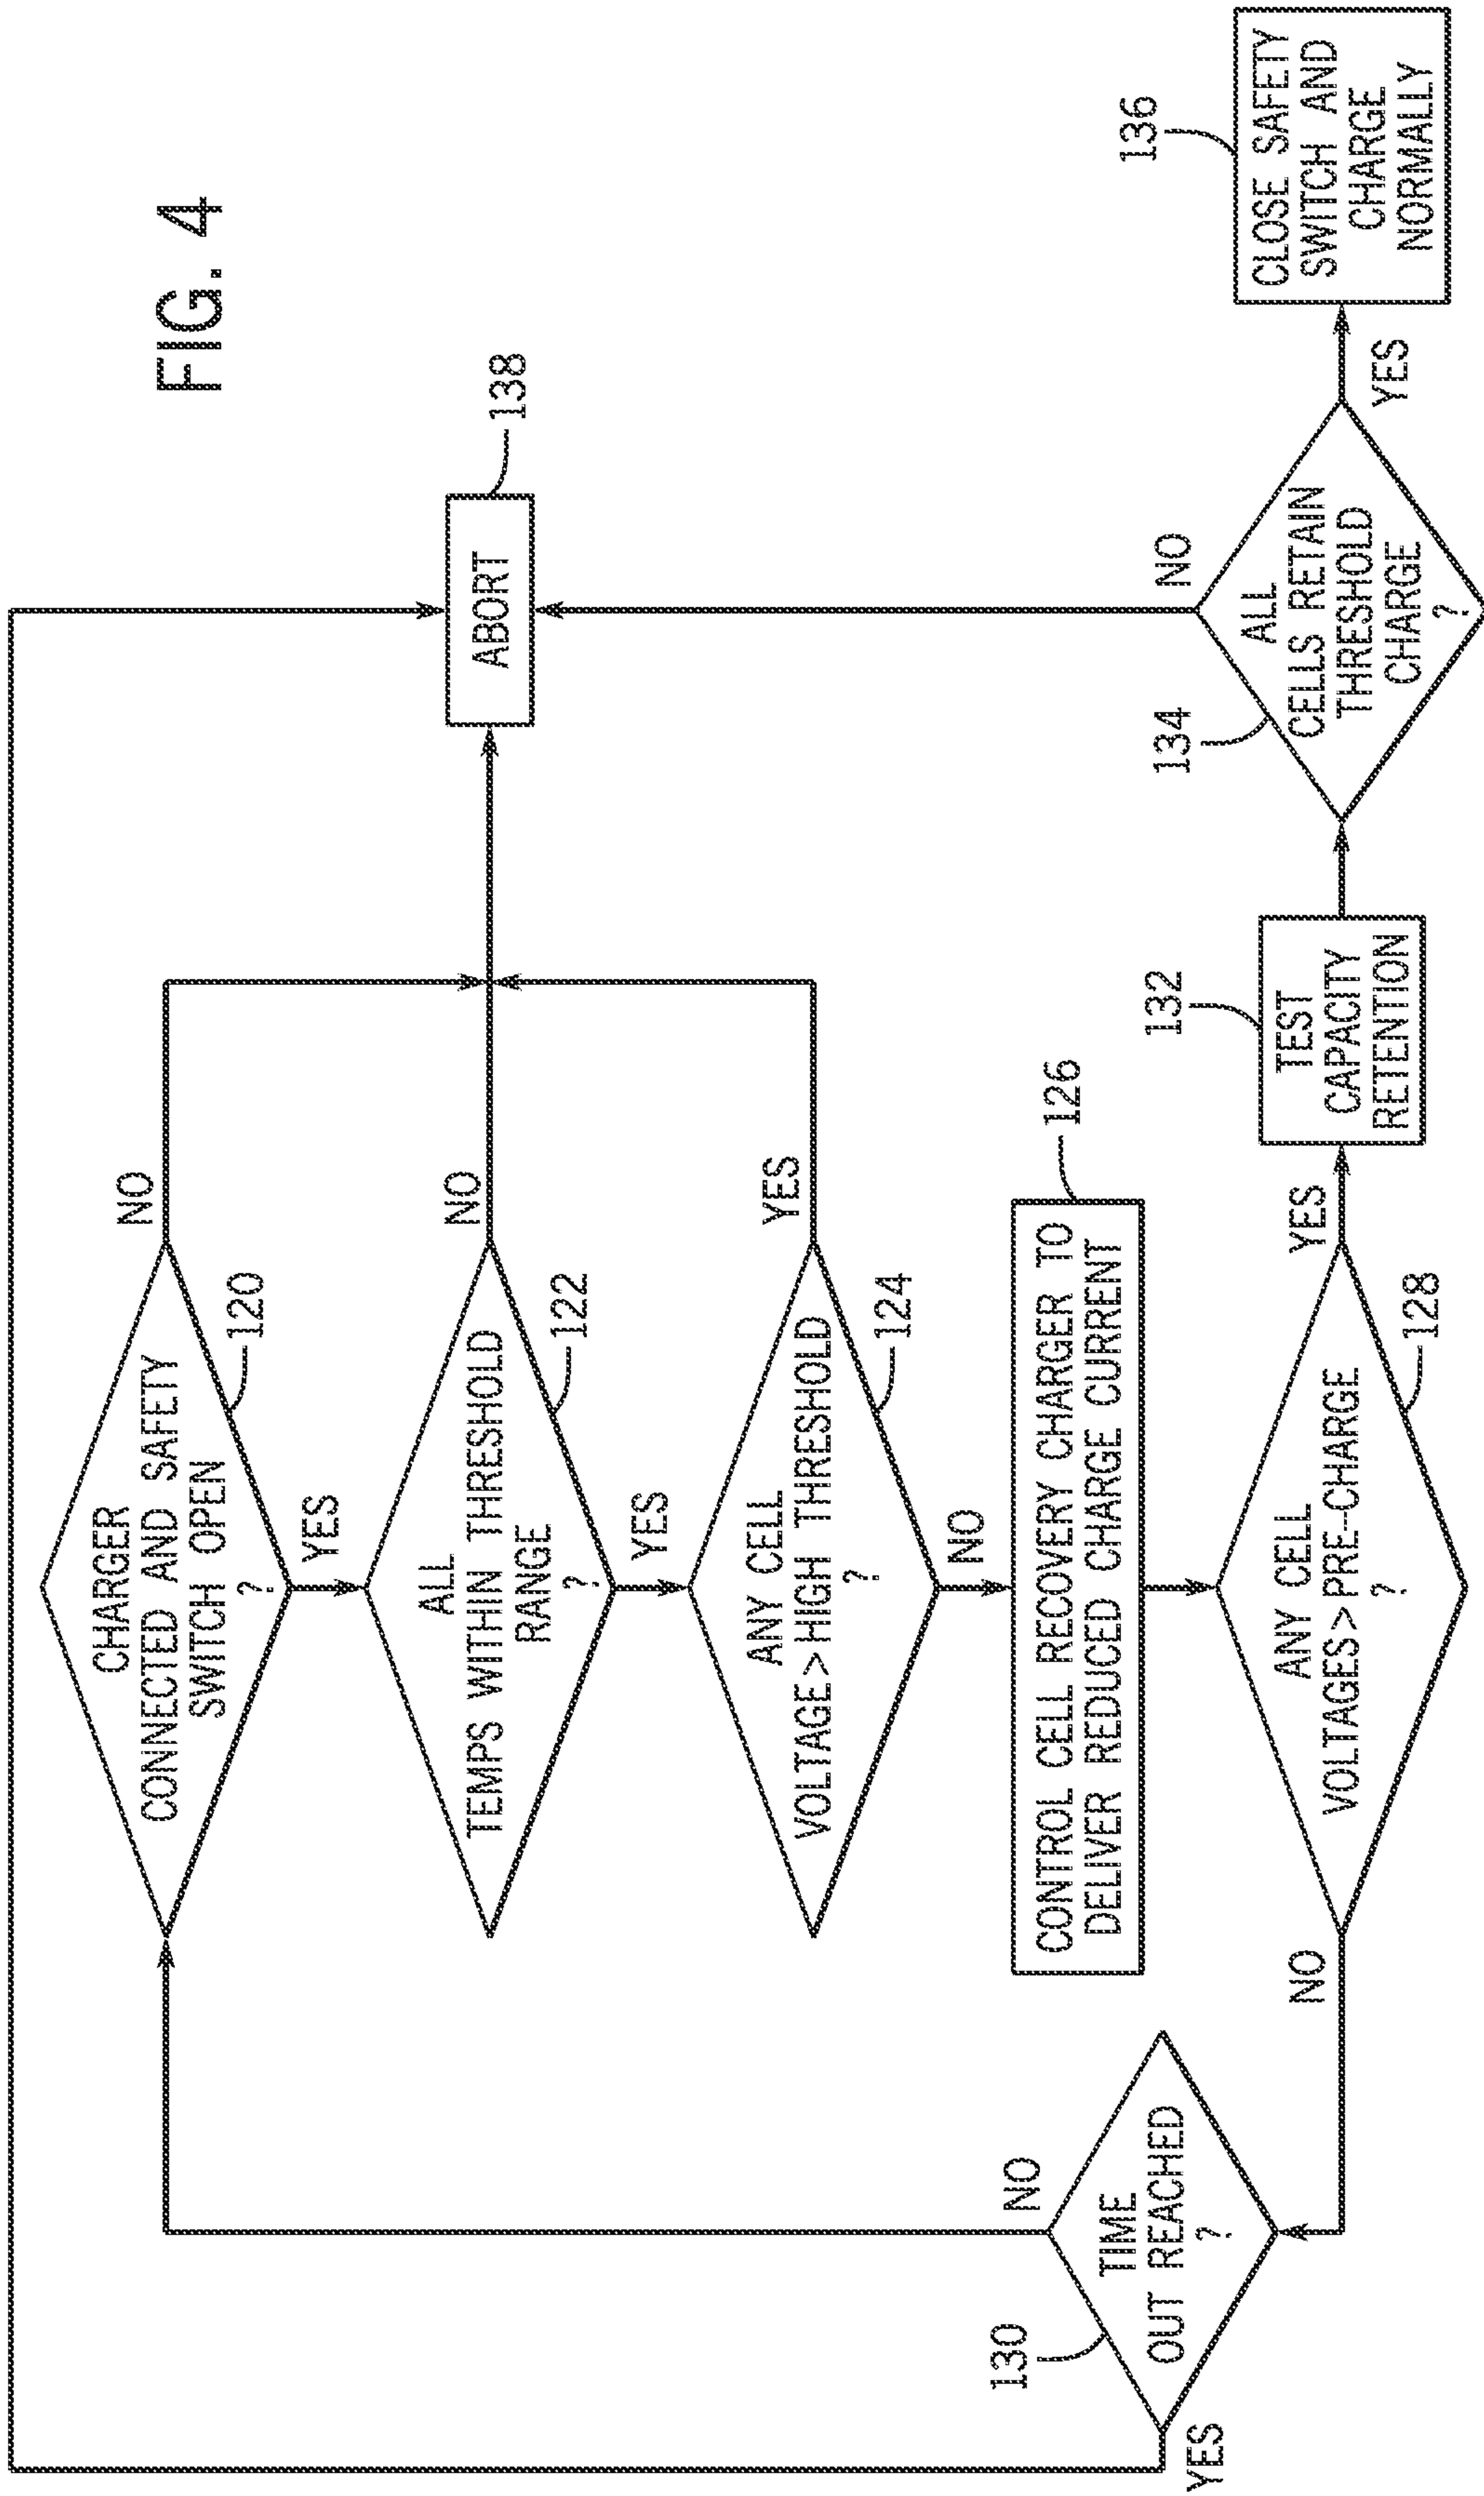 FIG. 4
CHARGER
CONNECTED AND SAFETY
SWITCH OPEN
?
120
NO
YES
ALL
TEMPS WITHIN THRESHOLD
RANGE
?
122
NO
YES
ANY CELL
VOLTAGE>HIGH THRESHOLD
?
124
YES
NO
ABORT
138
CONTROL CELL RECOVERY CHARGER TO
DELIVER REDUCED CHARGE CURRENT
126
130
TIME
OUT REACHED
?
NO
YES
ANY CELL
VOLTAGES>PRE-CHARGE
?
128
NO
YES
132
TEST
CAPACITY
RETENTION
134
ALL
CELLS RETAIN
THRESHOLD
CHARGE
?
NO
YES
136
CLOSE SAFETY
SWITCH AND
CHARGE
NORMALLY